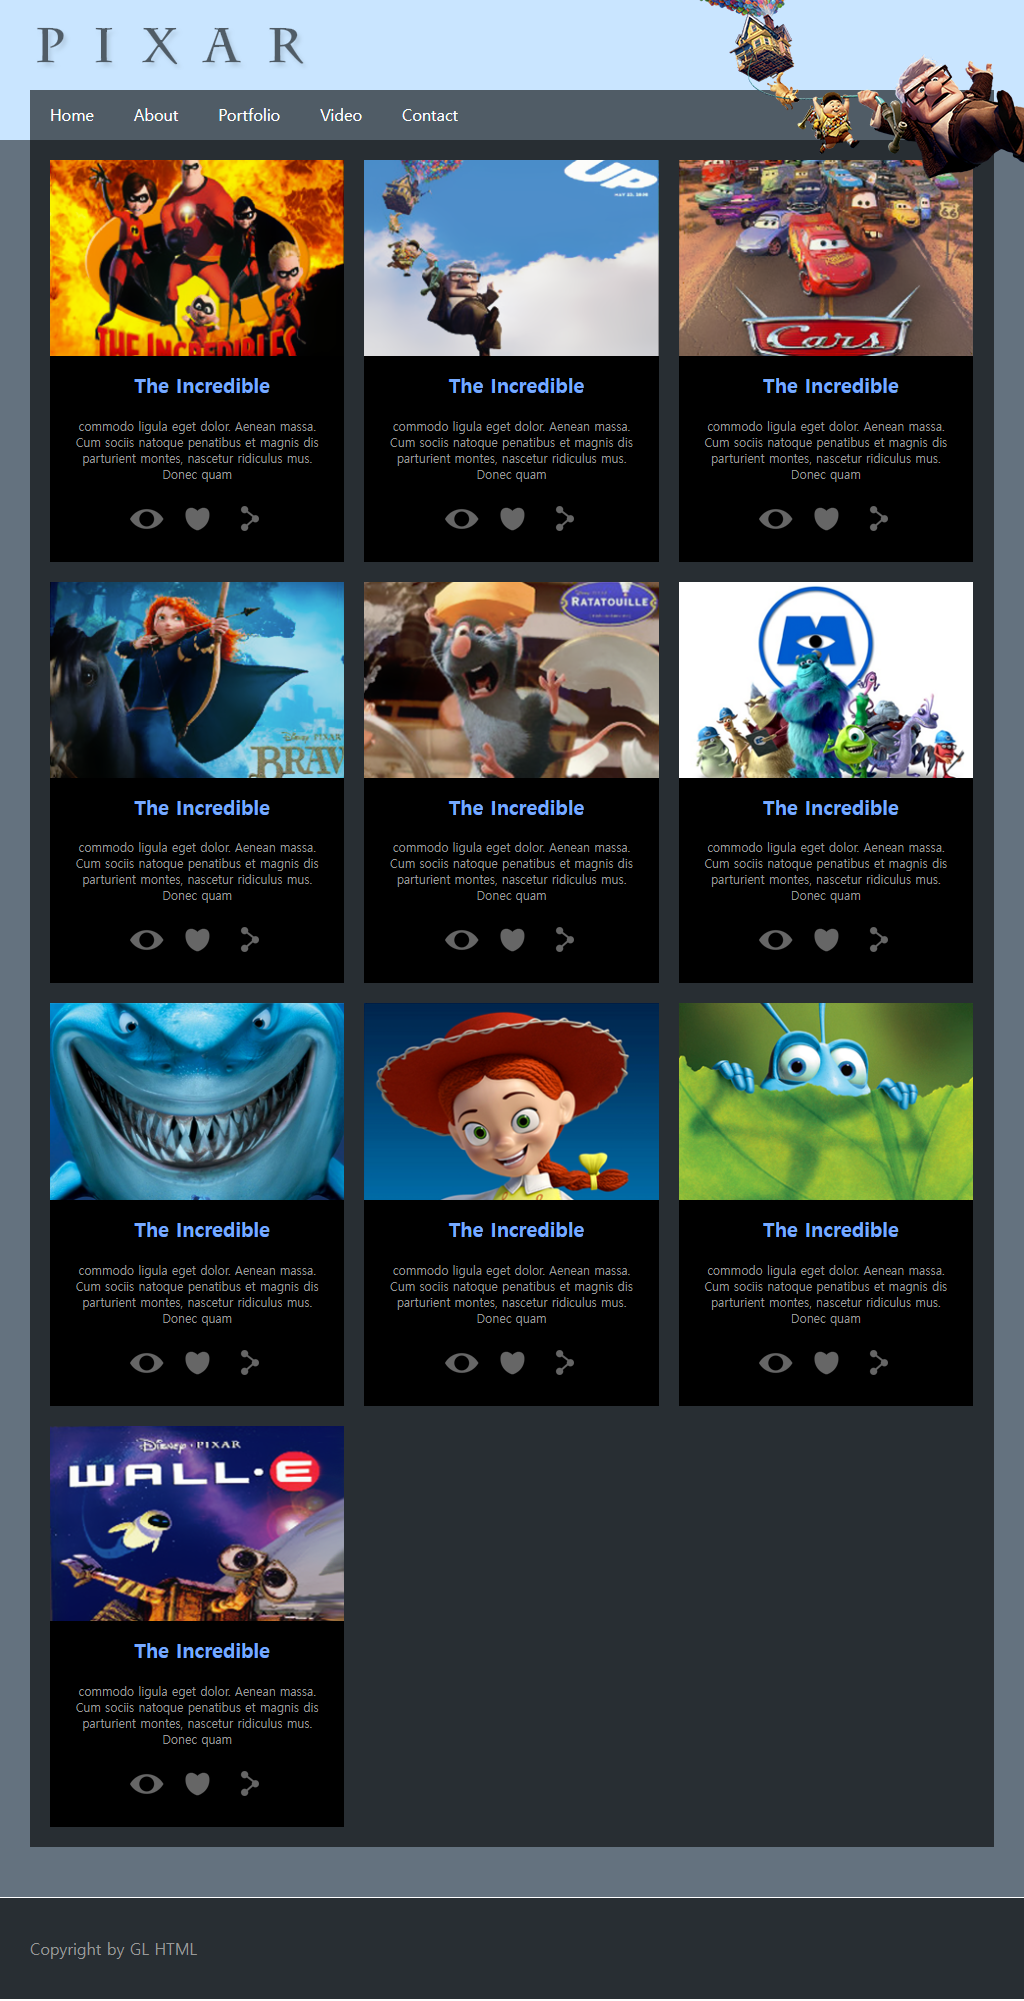 PIXAR
Home About Portfolio Video Contact
THE INCREDIBLES
UP
66
Cars
The Incredible
commodo ligula eget dolor. Aenean massa.
Cum sociis natoque penatibus et magnis dis
parturient montes, nascetur ridiculus mus.
Donec quam
The Incredible
commodo ligula eget dolor. Aenean massa.
Cum sociis natoque penatibus et magnis dis
parturient montes, nascetur ridiculus mus.
Donec quam
The Incredible
commodo ligula eget dolor. Aenean massa.
Cum sociis natoque penatibus et magnis dis
parturient montes, nascetur ridiculus mus.
Donec quam
DISNEY PIXAR
BRAV
RATATOUILLE
M
The Incredible
commodo ligula eget dolor. Aenean massa.
Cum sociis natoque penatibus et magnis dis
parturient montes, nascetur ridiculus mus.
Donec quam
The Incredible
commodo ligula eget dolor. Aenean massa.
Cum sociis natoque penatibus et magnis dis
parturient montes, nascetur ridiculus mus.
Donec quam
The Incredible
commodo ligula eget dolor. Aenean massa.
Cum sociis natoque penatibus et magnis dis
parturient montes, nascetur ridiculus mus.
Donec quam
The Incredible
commodo ligula eget dolor. Aenean massa.
Cum sociis natoque penatibus et magnis dis
parturient montes, nascetur ridiculus mus.
Donec quam
The Incredible
commodo ligula eget dolor. Aenean massa.
Cum sociis natoque penatibus et magnis dis
parturient montes, nascetur ridiculus mus.
Donec quam
The Incredible
commodo ligula eget dolor. Aenean massa.
Cum sociis natoque penatibus et magnis dis
parturient montes, nascetur ridiculus mus.
Donec quam
Disney·PIXAR
WALL·E
The Incredible
commodo ligula eget dolor. Aenean massa.
Cum sociis natoque penatibus et magnis dis
parturient montes, nascetur ridiculus mus.
Donec quam
Copyright by GL HTML